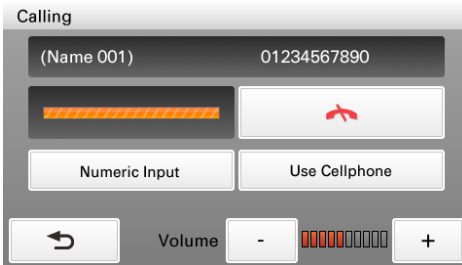 Calling
(Name 001) 01234567890
Numeric Input Use Cellphone
Volume - +